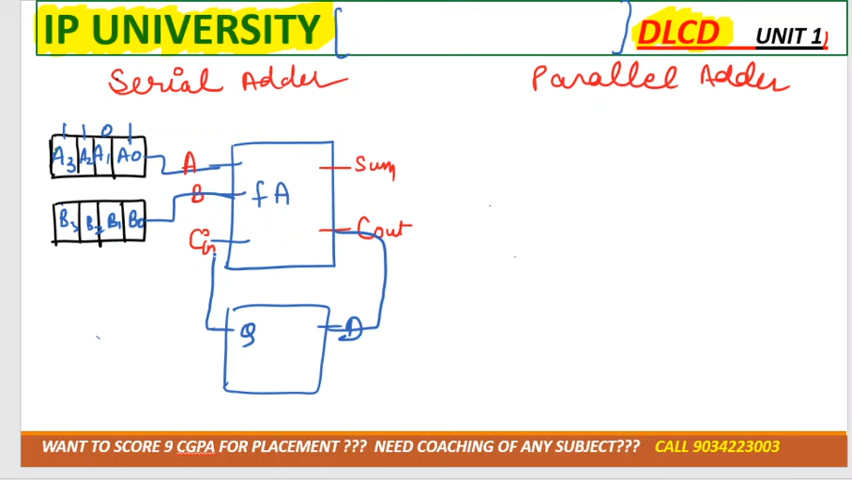 IP UNIVERSITY [ ] DLCD UNIT 1)
Serial Adder
Parallel Adder
1 1 0 1
A3 A2 A1 A0
A
Sum
B
fA
B3 B2 B1 B0
Cin
Cout
Q
D
WANT TO SCORE 9 CGPA FOR PLACEMENT ??? NEED COACHING OF ANY SUBJECT??? CALL 9034223003